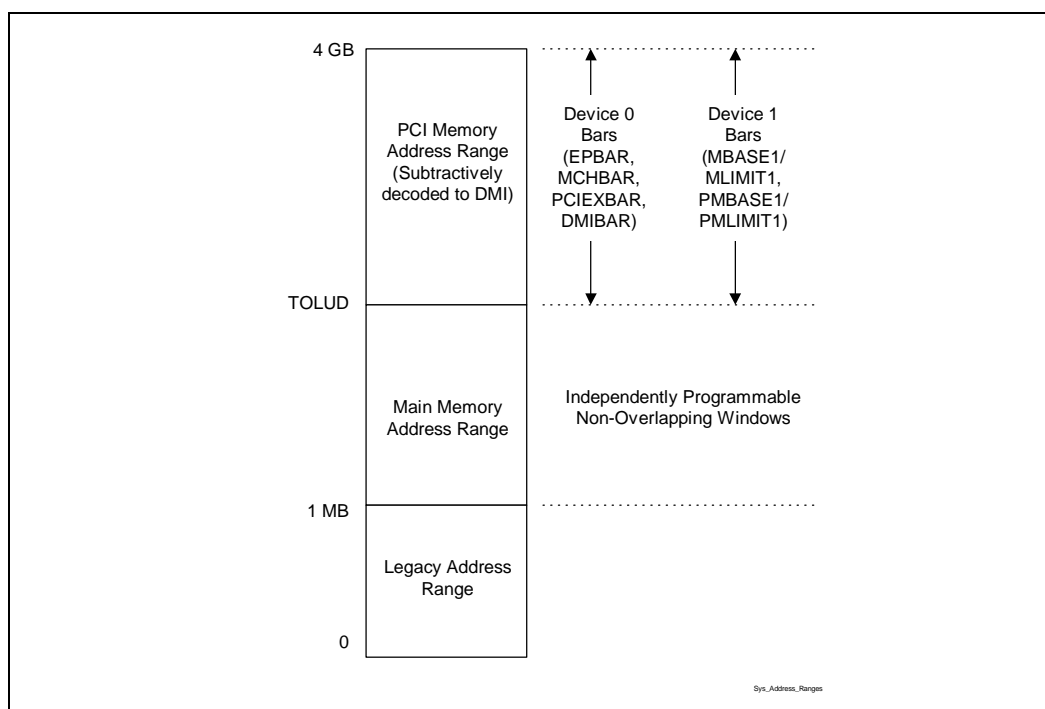 4 GB
PCI Memory
Address Range
(Subtractively
decoded to DMI)
Device 0
Bars
(EPBAR,
MCHBAR,
PCIEXBAR,
DMIBAR)
Device 1
Bars
(MBASE1/
MLIMIT1,
PMBASE1/
PMLIMIT1)
TOLUD
Main Memory
Address Range
Independently Programmable
Non-Overlapping Windows
1 MB
Legacy Address
Range
0
Sys_Address_Ranges